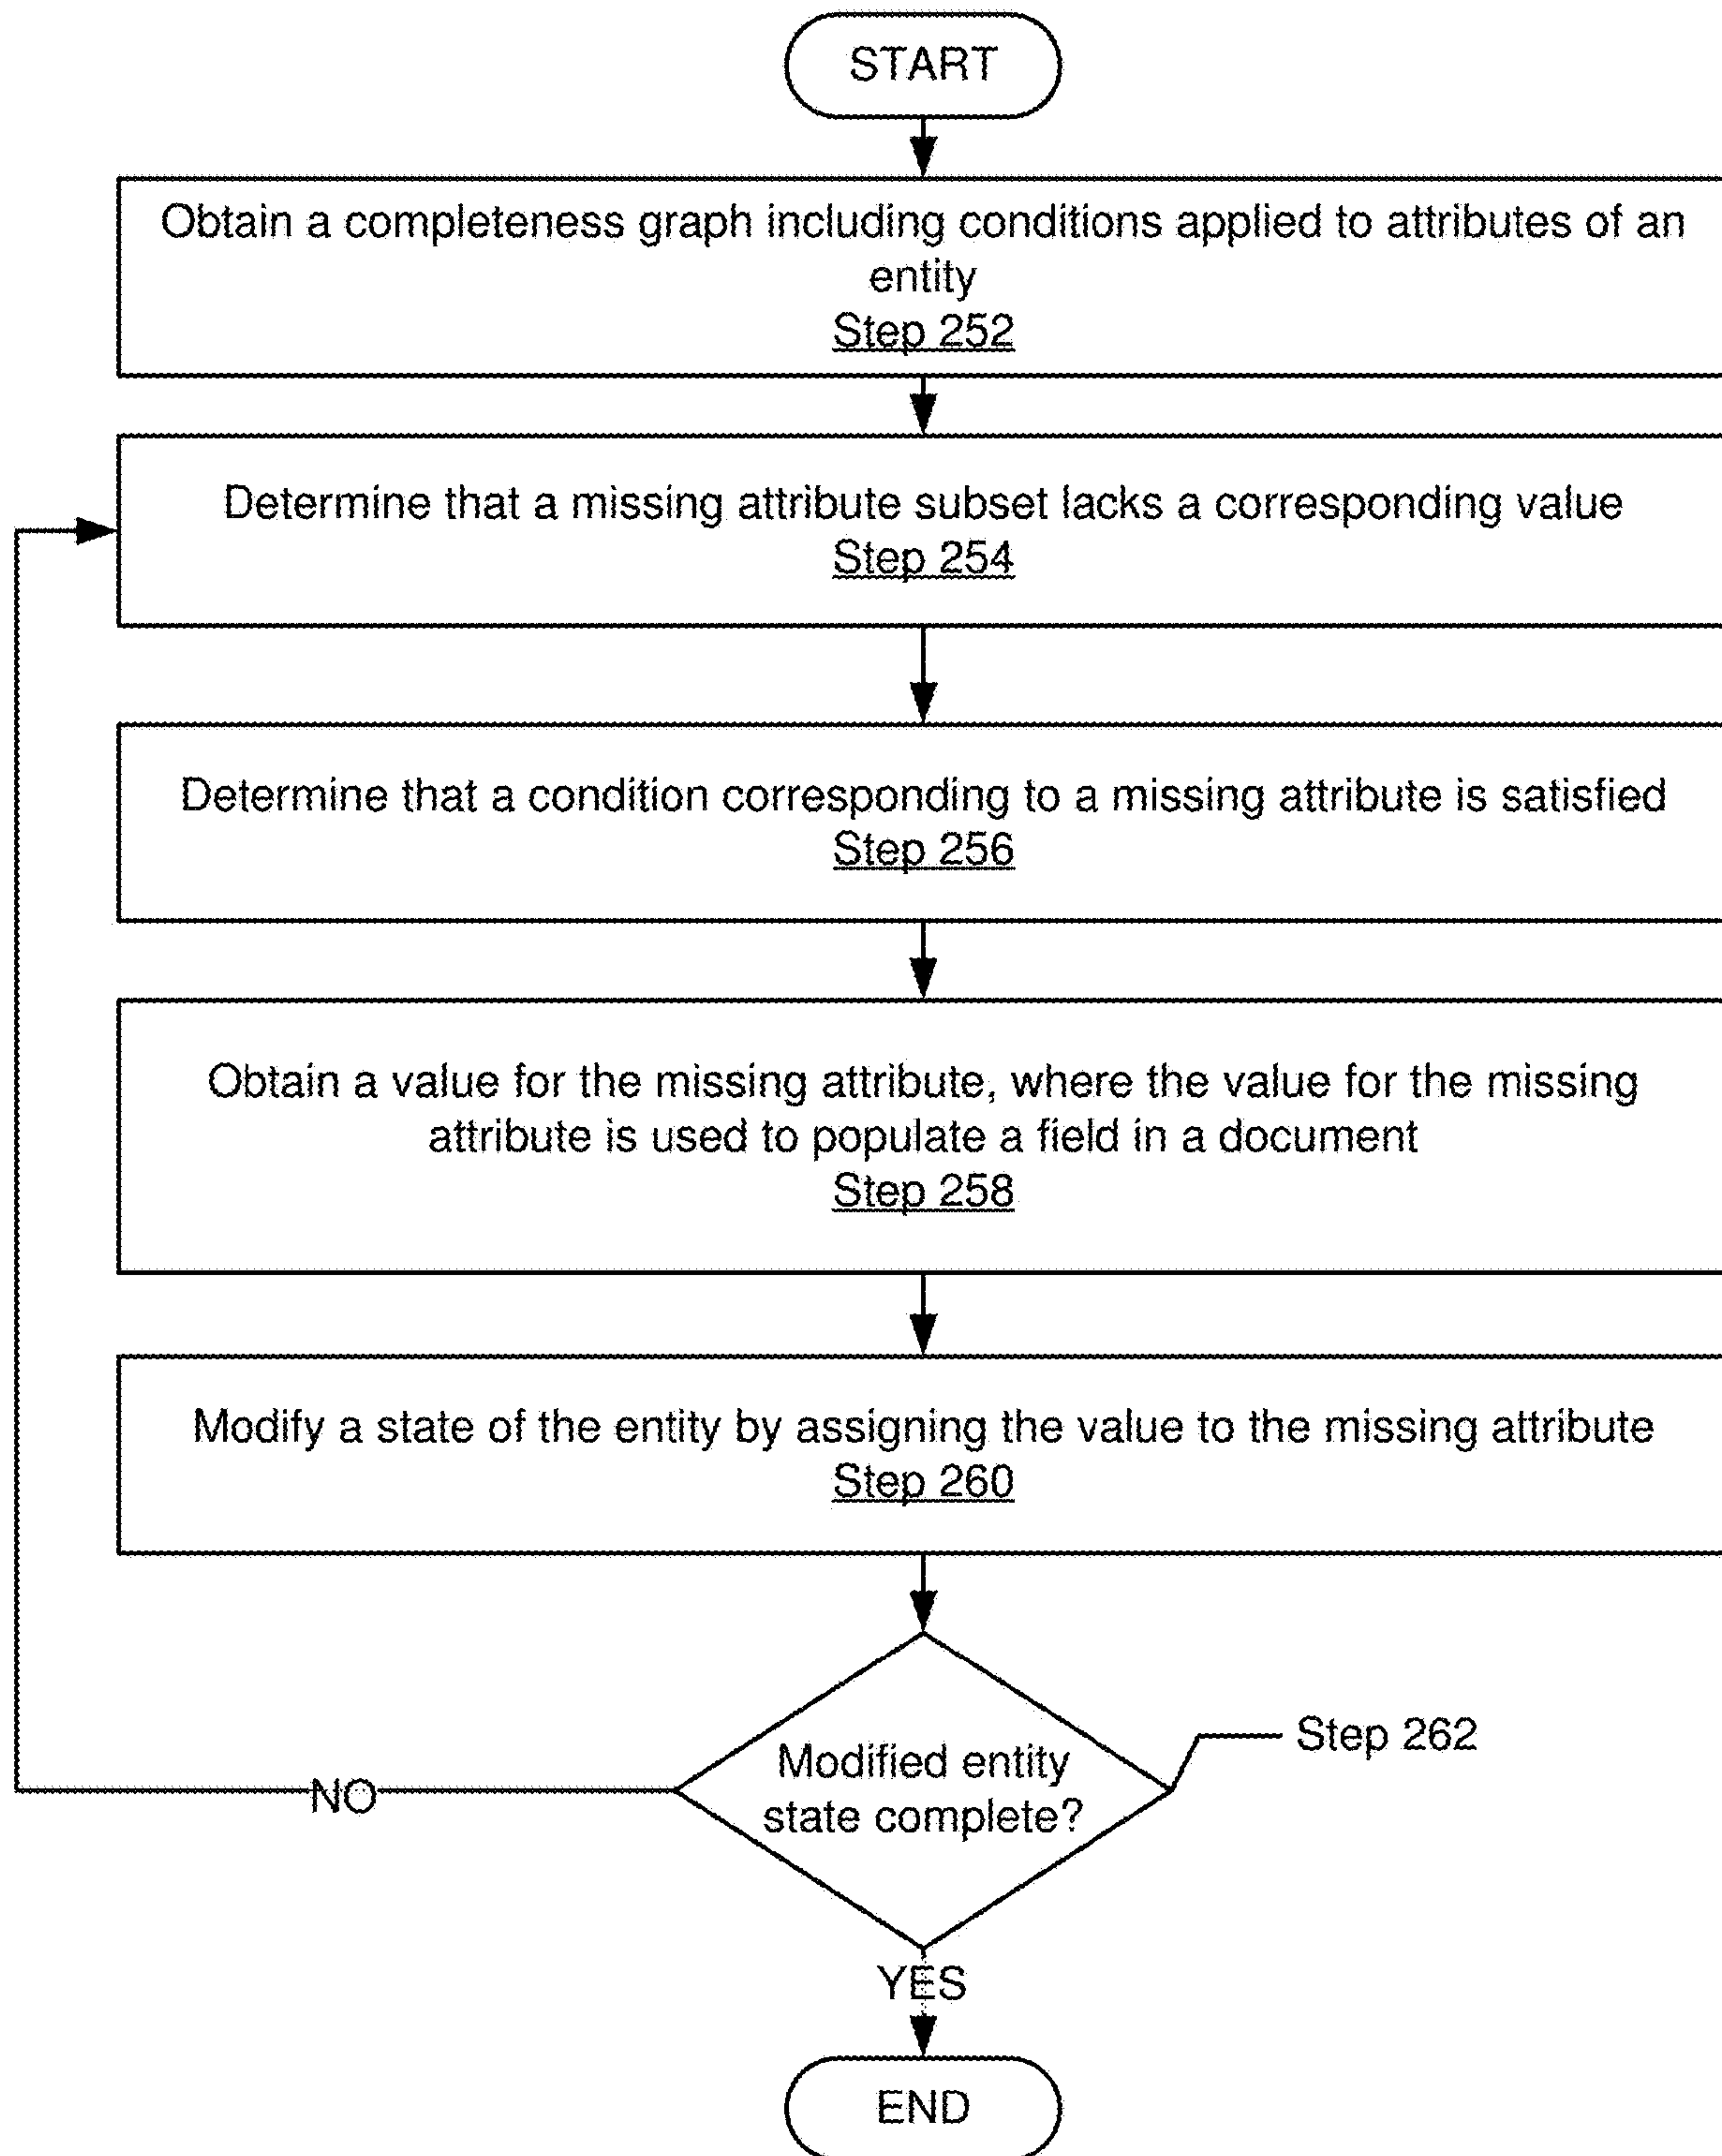 START
Obtain a completeness graph including conditions applied to attributes of an
entity
Step 252
Determine that a missing attribute subset lacks a corresponding value
Step 254
Determine that a condition corresponding to a missing attribute is satisfied
Step 256
Obtain a value for the missing attribute, where the value for the missing
attribute is used to populate a field in a document
Step 258
Modify a state of the entity by assigning the value to the missing attribute
Step 260
Step 262
Modified entity
state complete?
NO
YES
END